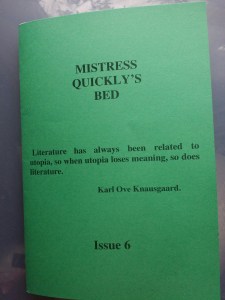 MISTRESS
QUICKLY'S
BED
Literature has always been related to
utopia, so when utopia loses meaning, so does
literature.
Karl Ove Knausgaard.
Issue 6